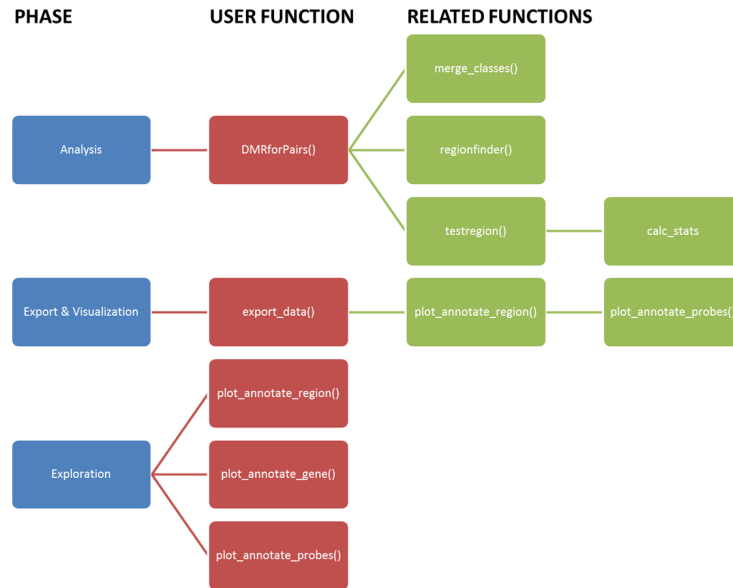 PHASE
USER FUNCTION
RELATED FUNCTIONS
merge_classes()
Analysis
DMRforPairs()
regionfinder()
testregion()
calc_stats
Export & Visualization
export_data()
plot_annotate_region()
plot_annotate_probes()
plot_annotate_region()
Exploration
plot_annotate_gene()
plot_annotate_probes()